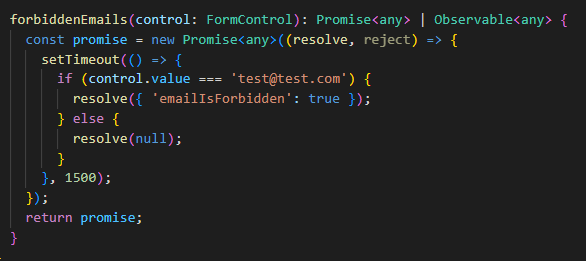 forbiddenEmails(control: FormControl): Promise<any> | Observable<any> {
const promise = new Promise<any>((resolve, reject) => {
setTimeout(() => {
if (control.value === 'test@test.com') {
resolve({ 'emailIsForbidden': true });
} else {
resolve(null);
}
}, 1500);
});
return promise;
}